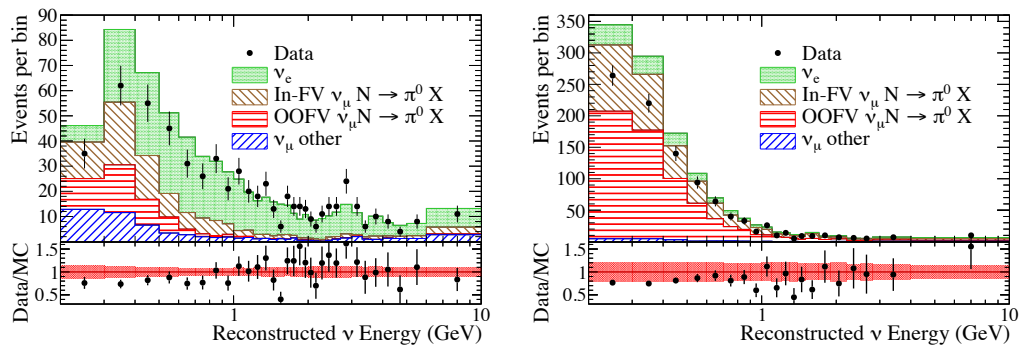 90
80
70
60
50
40
30
20
10
Events per bin
Data
νe
In-FV νμ N → π0 X
OOFV νμN → π0 X
νμ other
1.5
1
0.5
Data/MC
1
10
Reconstructed ν Energy (GeV)
350
300
250
200
150
100
50
Events per bin
Data
νe
In-FV νμ N → π0 X
OOFV νμN → π0 X
νμ other
1.5
1
0.5
Data/MC
1
10
Reconstructed ν Energy (GeV)